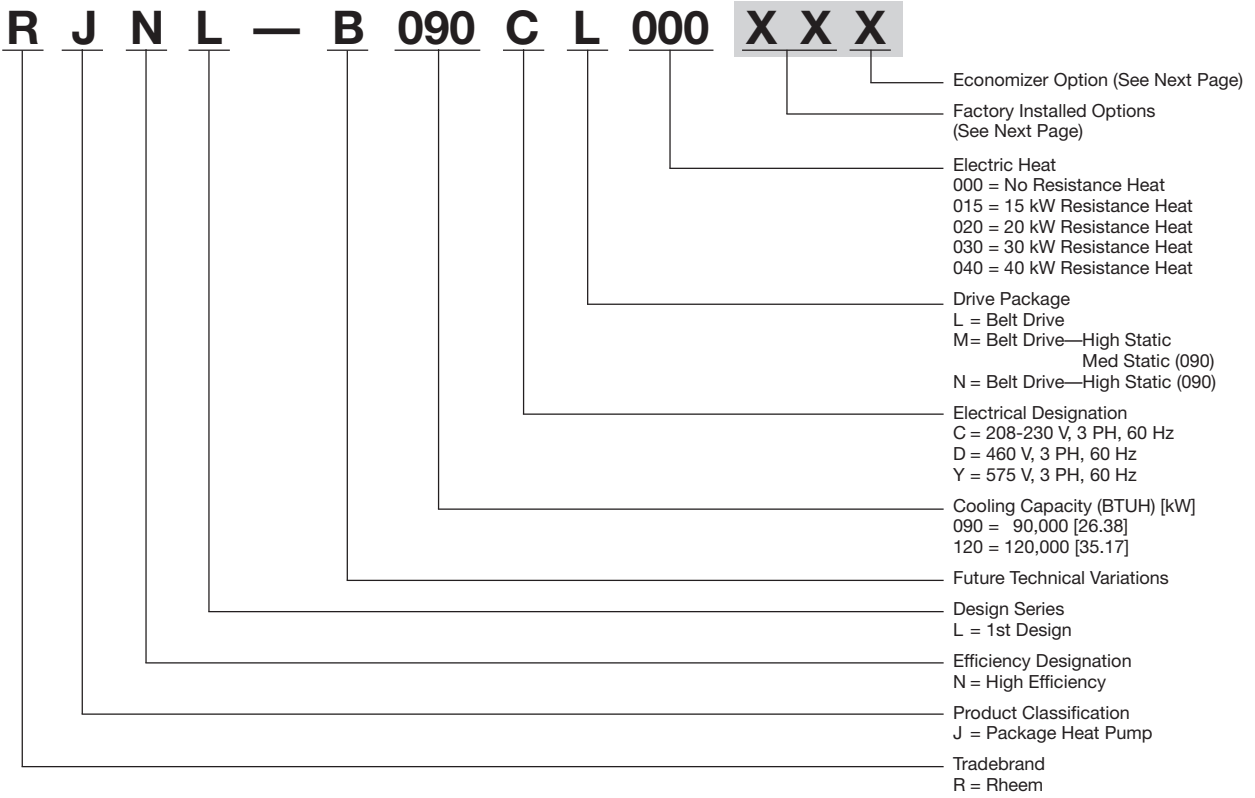 R J N L — B 090 C L 000 X X X
Economizer Option (See Next Page)
Factory Installed Options
(See Next Page)
Electric Heat
000 = No Resistance Heat
015 = 15 kW Resistance Heat
020 = 20 kW Resistance Heat
030 = 30 kW Resistance Heat
040 = 40 kW Resistance Heat
Drive Package
L = Belt Drive
M= Belt Drive—High Static
Med Static (090)
N = Belt Drive—High Static (090)
Electrical Designation
C = 208-230 V, 3 PH, 60 Hz
D = 460 V, 3 PH, 60 Hz
Y = 575 V, 3 PH, 60 Hz
Cooling Capacity (BTUH) [kW]
090 = 90,000 [26.38]
120 = 120,000 [35.17]
Future Technical Variations
Design Series
L = 1st Design
Efficiency Designation
N = High Efficiency
Product Classification
J = Package Heat Pump
Tradebrand
R = Rheem